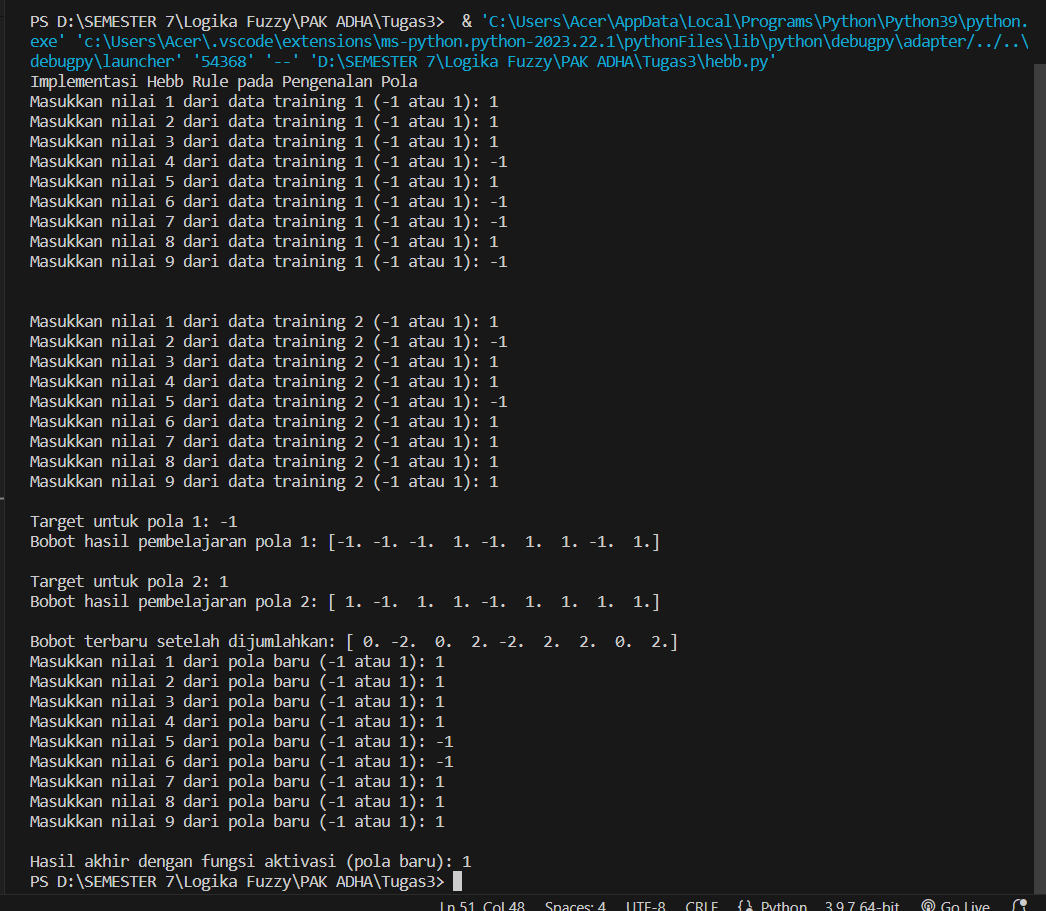 PS D:\SEMESTER 7\Logika Fuzzy\PAK ADHA\Tugas3>  & 'C:\Users\Acer\AppData\Local\Programs\Python\Python39\python.
exe' 'c:\Users\Acer\.vscode\extensions\ms-python.python-2023.22.1\pythonFiles\lib\python\debugpy\adapter/../..\
debugpy\launcher' '54368' '--' 'D:\SEMESTER 7\Logika Fuzzy\PAK ADHA\Tugas3\hebb.py'
Implementasi Hebb Rule pada Pengenalan Pola
Masukkan nilai 1 dari data training 1 (-1 atau 1): 1
Masukkan nilai 2 dari data training 1 (-1 atau 1): 1
Masukkan nilai 3 dari data training 1 (-1 atau 1): 1
Masukkan nilai 4 dari data training 1 (-1 atau 1): -1
Masukkan nilai 5 dari data training 1 (-1 atau 1): 1
Masukkan nilai 6 dari data training 1 (-1 atau 1): -1
Masukkan nilai 7 dari data training 1 (-1 atau 1): -1
Masukkan nilai 8 dari data training 1 (-1 atau 1): 1
Masukkan nilai 9 dari data training 1 (-1 atau 1): -1
Masukkan nilai 1 dari data training 2 (-1 atau 1): 1
Masukkan nilai 2 dari data training 2 (-1 atau 1): -1
Masukkan nilai 3 dari data training 2 (-1 atau 1): 1
Masukkan nilai 4 dari data training 2 (-1 atau 1): 1
Masukkan nilai 5 dari data training 2 (-1 atau 1): -1
Masukkan nilai 6 dari data training 2 (-1 atau 1): 1
Masukkan nilai 7 dari data training 2 (-1 atau 1): 1
Masukkan nilai 8 dari data training 2 (-1 atau 1): 1
Masukkan nilai 9 dari data training 2 (-1 atau 1): 1
Target untuk pola 1: -1
Bobot hasil pembelajaran pola 1: [-1. -1. -1.  1. -1.  1.  1. -1.  1.]
Target untuk pola 2: 1
Bobot hasil pembelajaran pola 2: [ 1. -1.  1.  1. -1.  1.  1.  1.  1.]
Bobot terbaru setelah dijumlahkan: [ 0. -2.  0.  2. -2.  2.  2.  0.  2.]
Masukkan nilai 1 dari pola baru (-1 atau 1): 1
Masukkan nilai 2 dari pola baru (-1 atau 1): 1
Masukkan nilai 3 dari pola baru (-1 atau 1): 1
Masukkan nilai 4 dari pola baru (-1 atau 1): 1
Masukkan nilai 5 dari pola baru (-1 atau 1): -1
Masukkan nilai 6 dari pola baru (-1 atau 1): -1
Masukkan nilai 7 dari pola baru (-1 atau 1): 1
Masukkan nilai 8 dari pola baru (-1 atau 1): 1
Masukkan nilai 9 dari pola baru (-1 atau 1): 1
Hasil akhir dengan fungsi aktivasi (pola baru): 1
PS D:\SEMESTER 7\Logika Fuzzy\PAK ADHA\Tugas3>
Ln 51, Col 48 Spaces: 4 UTF-8 CRLF Python 3.9.7 64-bit Go Live